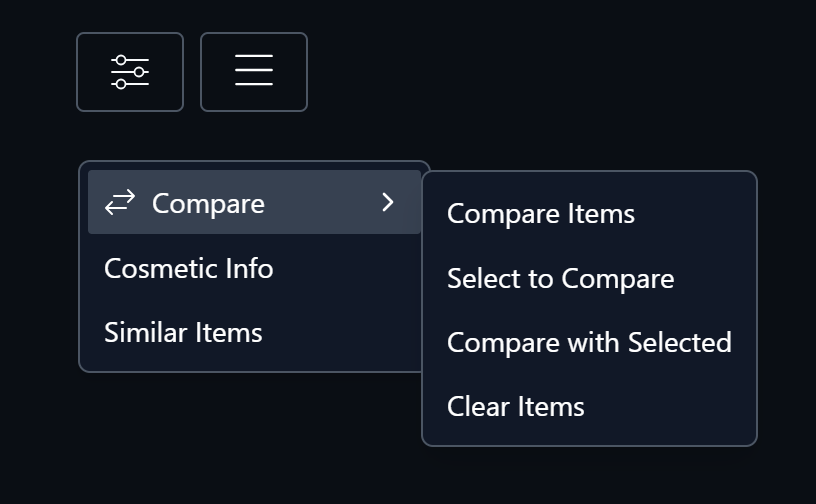 Compare
Cosmetic Info
Similar Items
Compare Items
Select to Compare
Compare with Selected
Clear Items